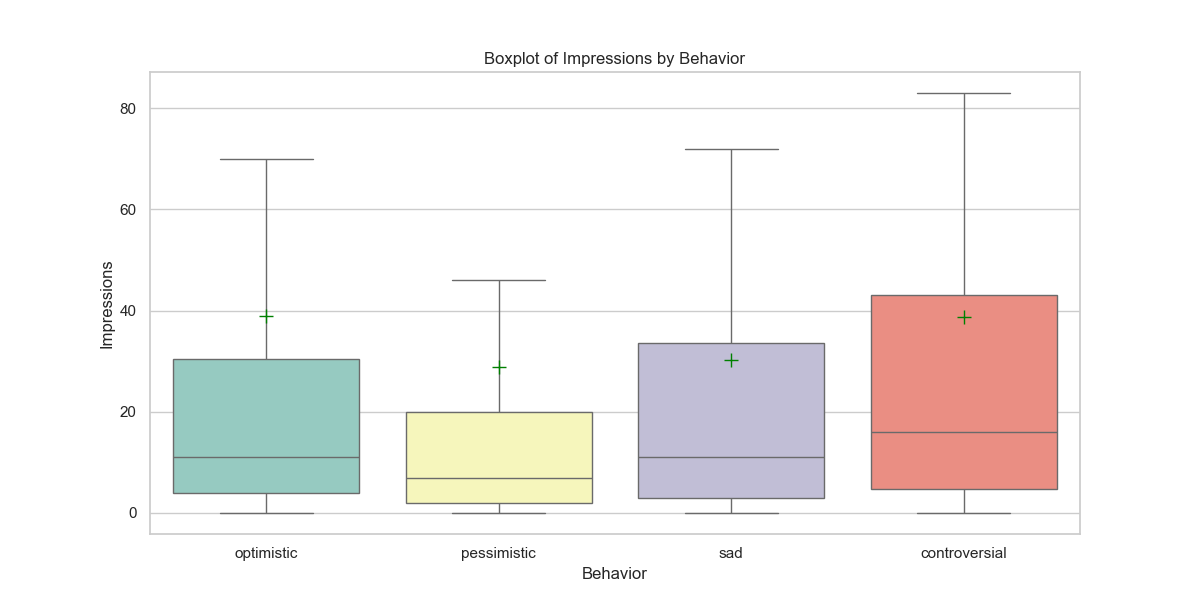 Boxplot of Impressions by Behavior
80
60
40
20
0
Impressions
optimistic pessimistic sad controversial
Behavior